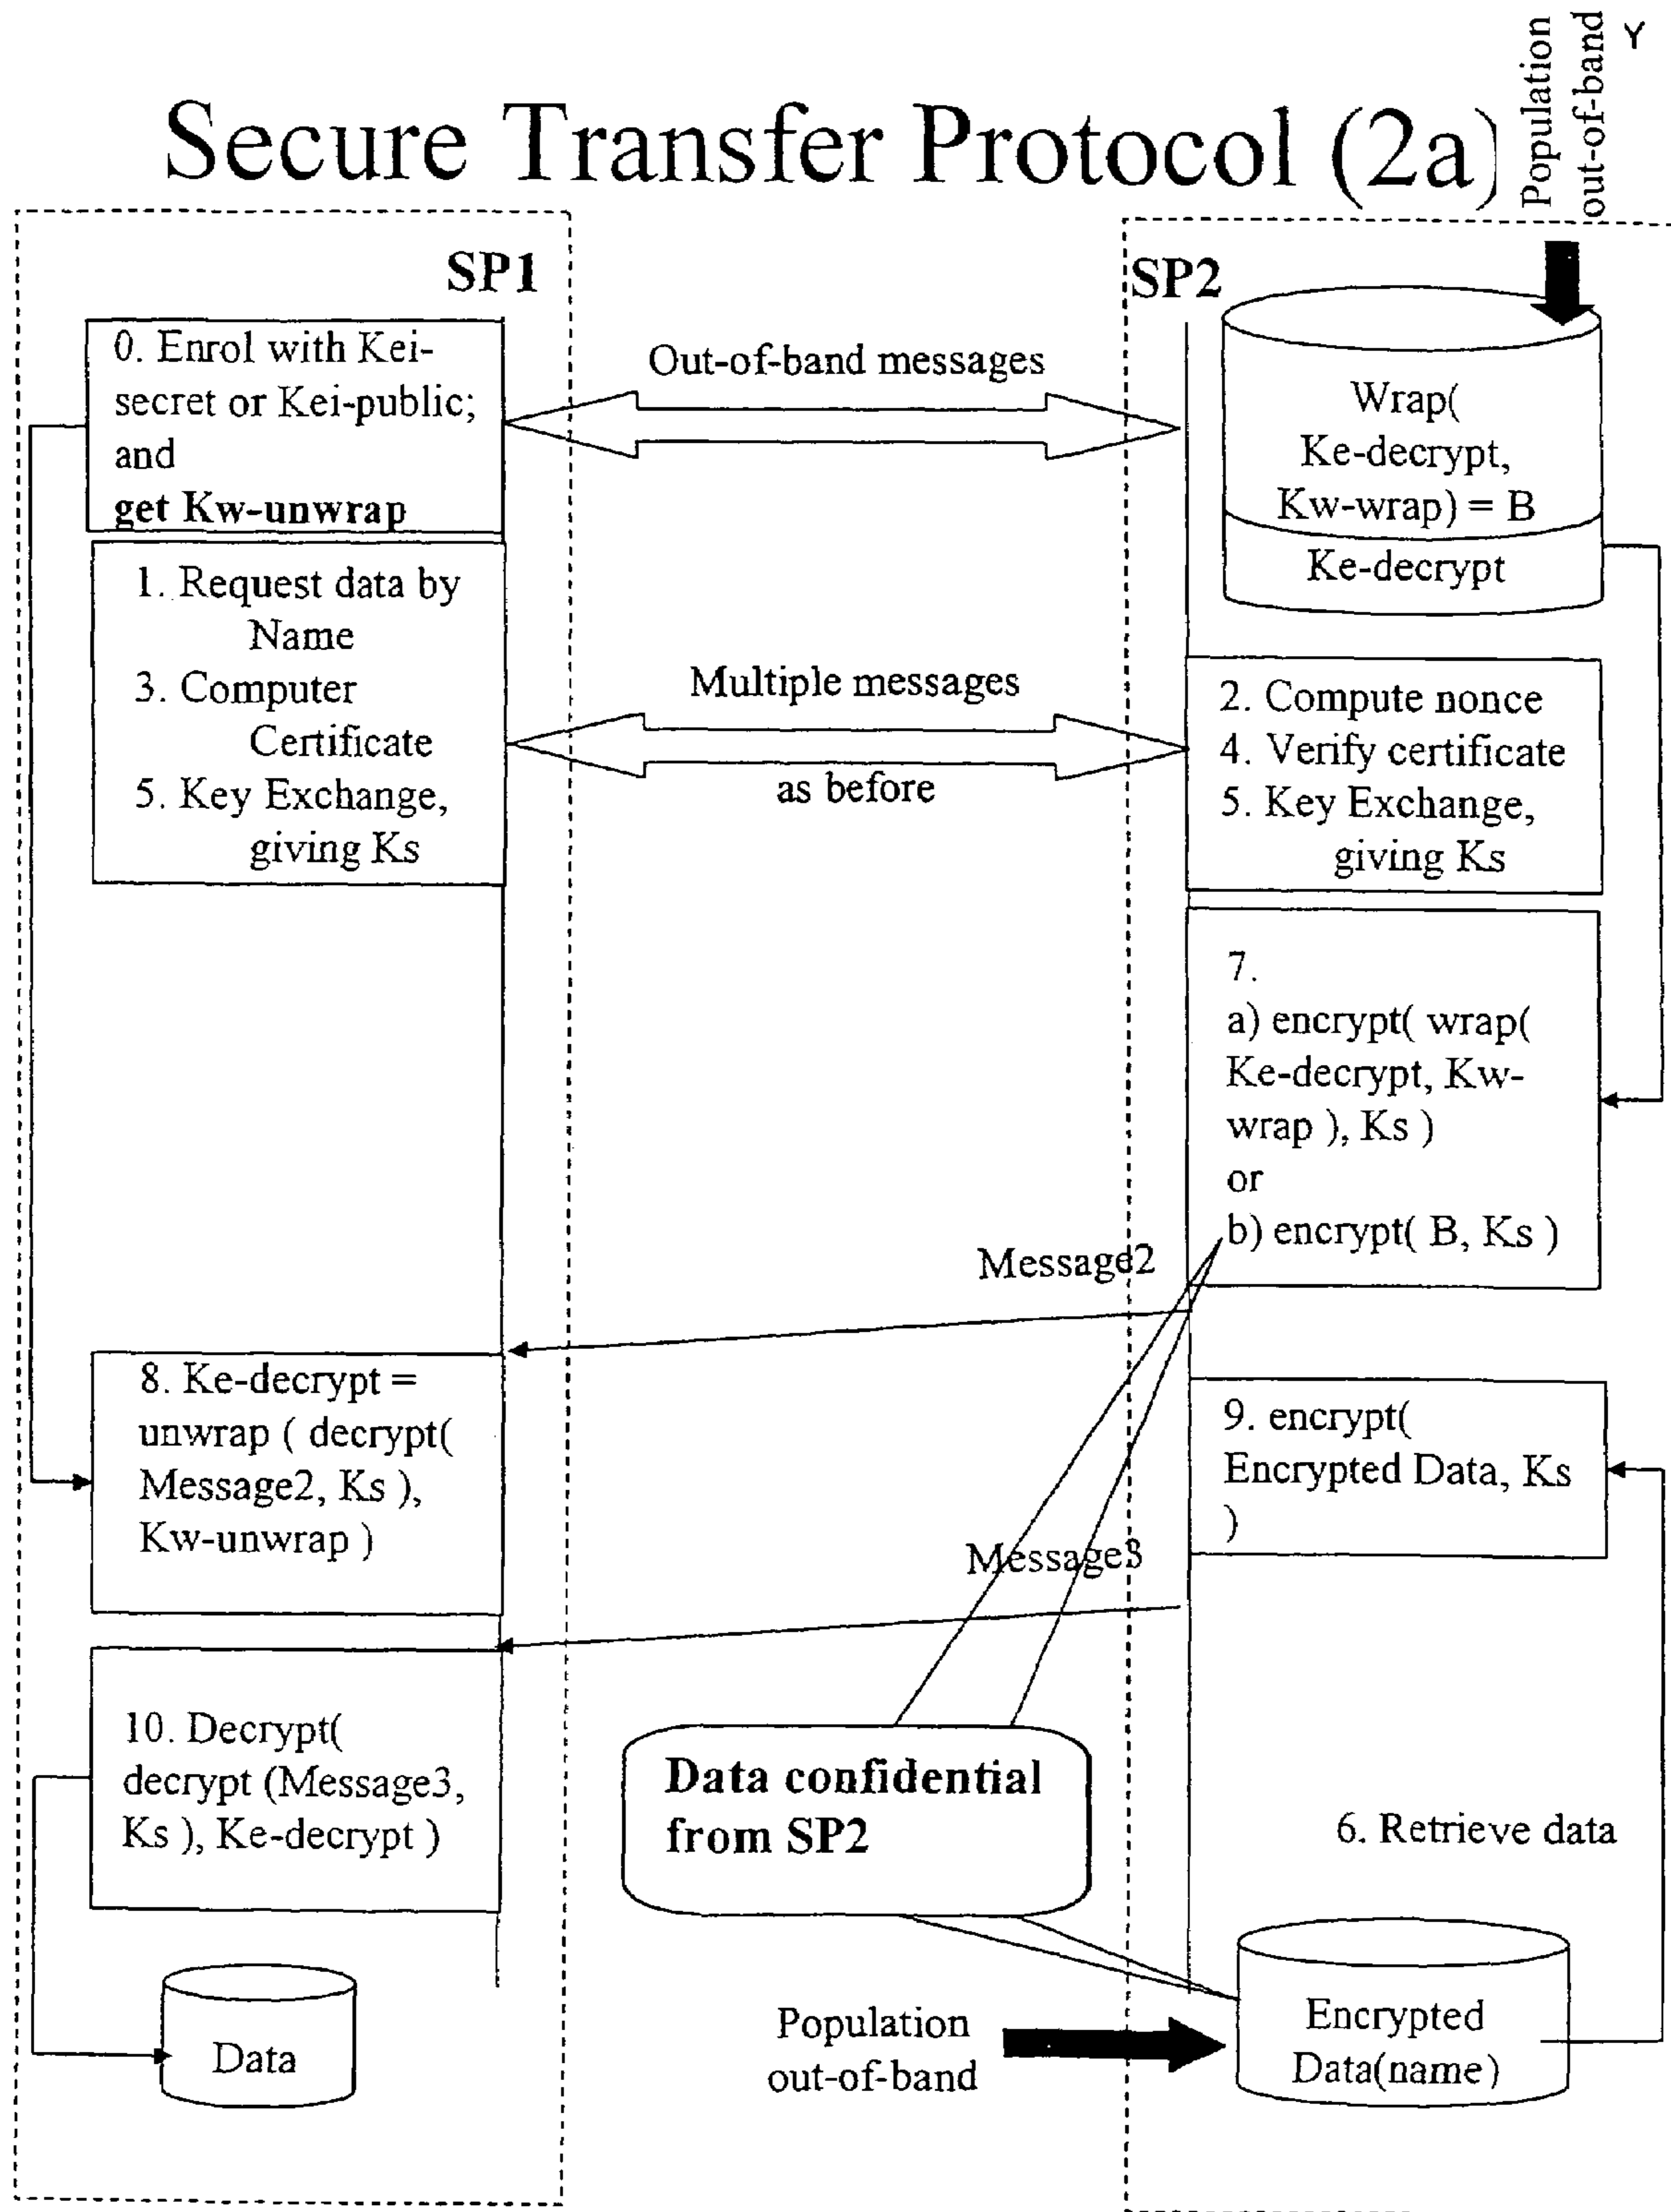 Population
out-of-band
Y
Secure Transfer Protocol (2a)
SP1
SP2
0. Enrol with Kei-
secret or Kei-public;
and
get Kw-unwrap
Out-of-band messages
Wrap(
Ke-decrypt,
Kw-wrap) = B
Ke-decrypt
1. Request data by
Name
3. Computer
Certificate
5. Key Exchange,
giving Ks
Multiple messages
as before
2. Compute nonce
4. Verify certificate
5. Key Exchange,
giving Ks
7.
a) encrypt( wrap(
Ke-decrypt, Kw-
wrap ), Ks )
or
b) encrypt( B, Ks )
Message2
8. Ke-decrypt =
unwrap ( decrypt(
Message2, Ks ),
Kw-unwrap )
9. encrypt(
Encrypted Data, Ks
)
Message3
10. Decrypt(
decrypt (Message3,
Ks ), Ke-decrypt )
Data confidential
from SP2
6. Retrieve data
Data
Population
out-of-band
Encrypted
Data(name)